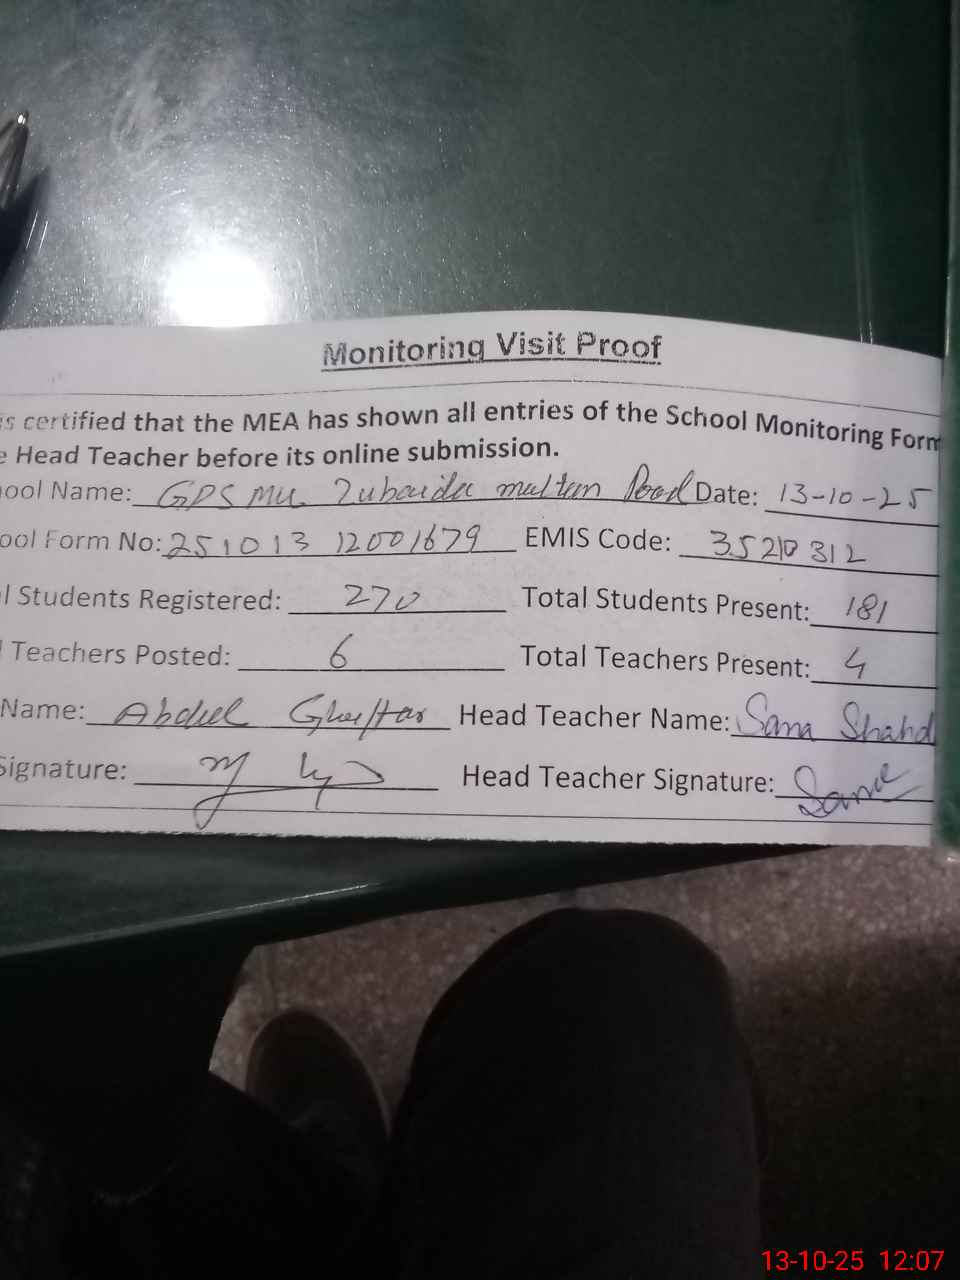 Monitoring Visit Proof
is certified that the MEA has shown all entries of the School Monitoring Form
e Head Teacher before its online submission.
ool Name: GPS MU Zubaida multan Road Date: 13-10-25
ool Form No: 251013 12001679 EMIS Code: 35210312
l Students Registered: 270 Total Students Present: 181
Teachers Posted: 6 Total Teachers Present: 4
Name: Abdul Ghaffar Head Teacher Name: Sana Shahd
Signature: Head Teacher Signature: Sana
13-10-25 12:07